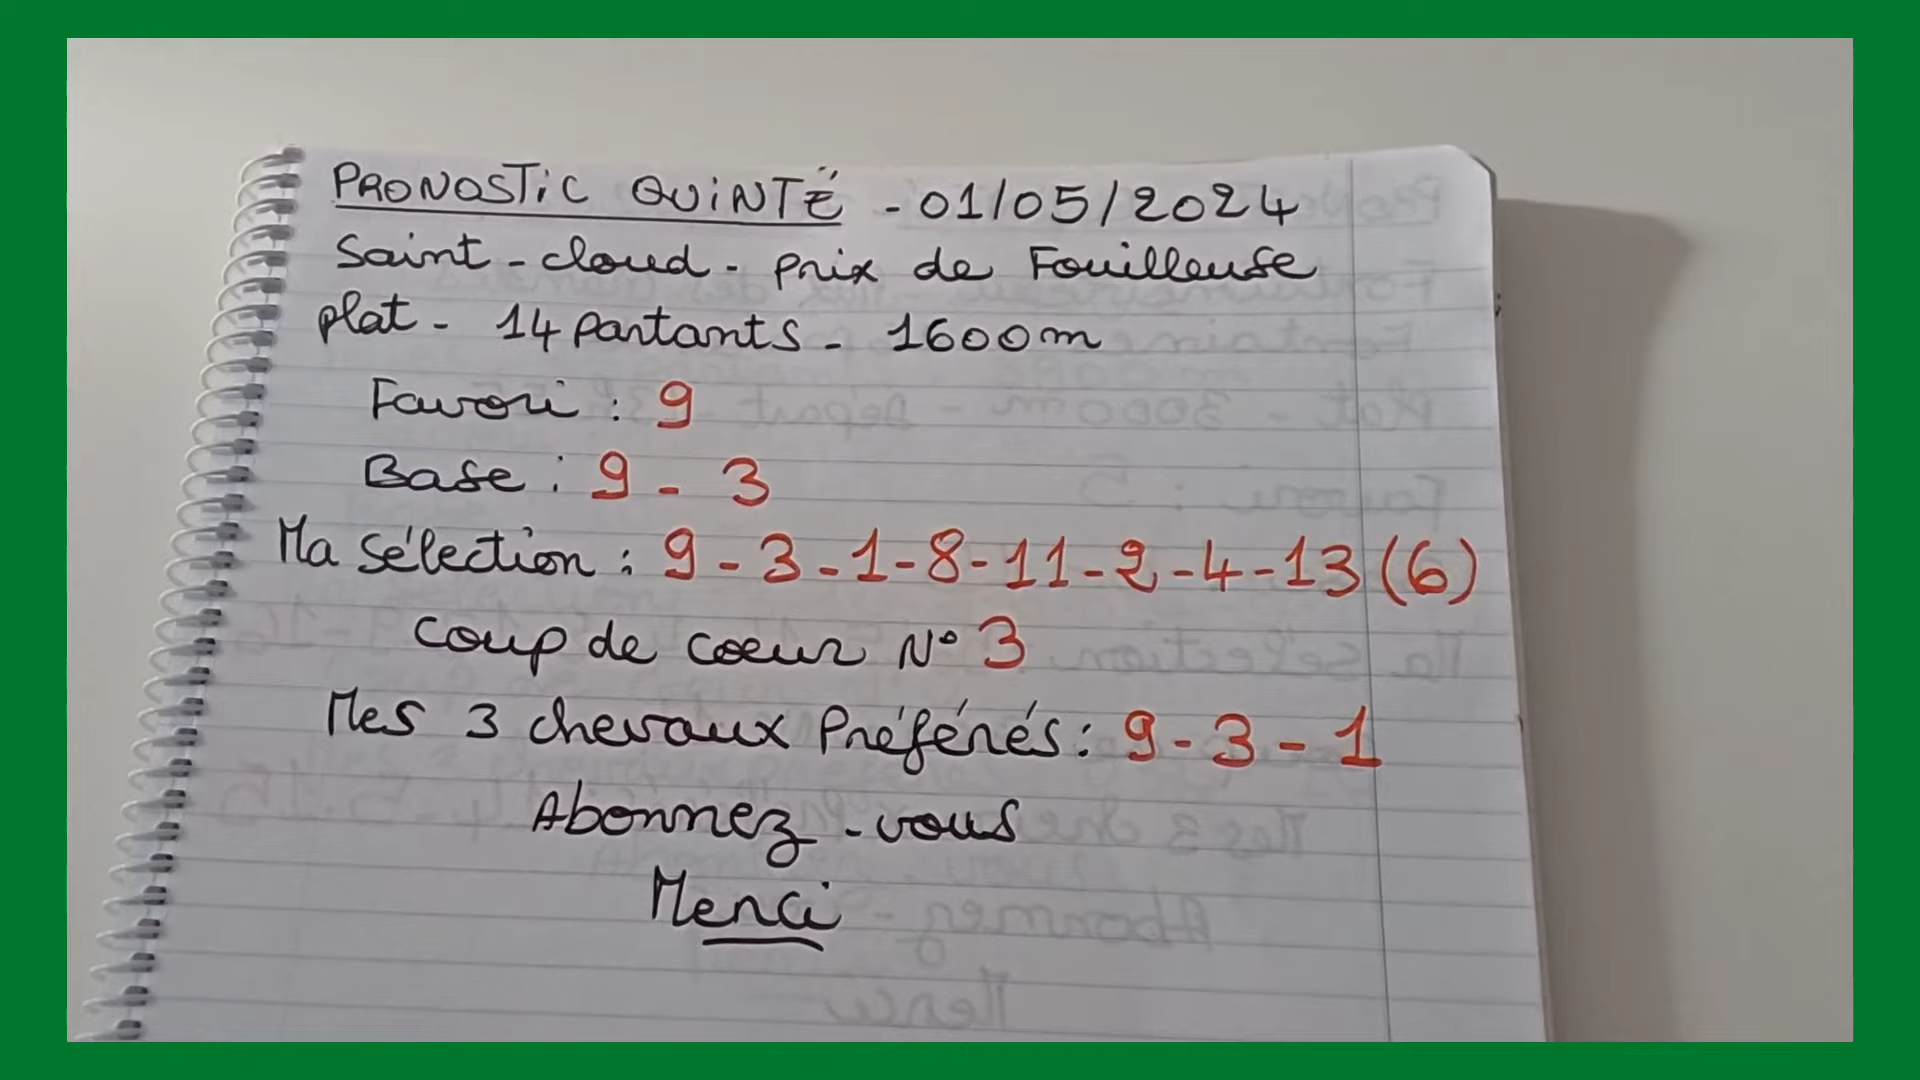 PRONOSTIC QUINTÉ - 01/05/2024
Saint-cloud - prix de Fouilleuse
plat - 14 partants - 1600m
Favori : 9
Base : 9 - 3
Ma sélection : 9 - 3 - 1 - 8 - 11 - 2 - 4 - 13 (6)
coup de coeur N° 3
Mes 3 chevaux Préférés : 9 - 3 - 1
Abonnez-vous
Merci